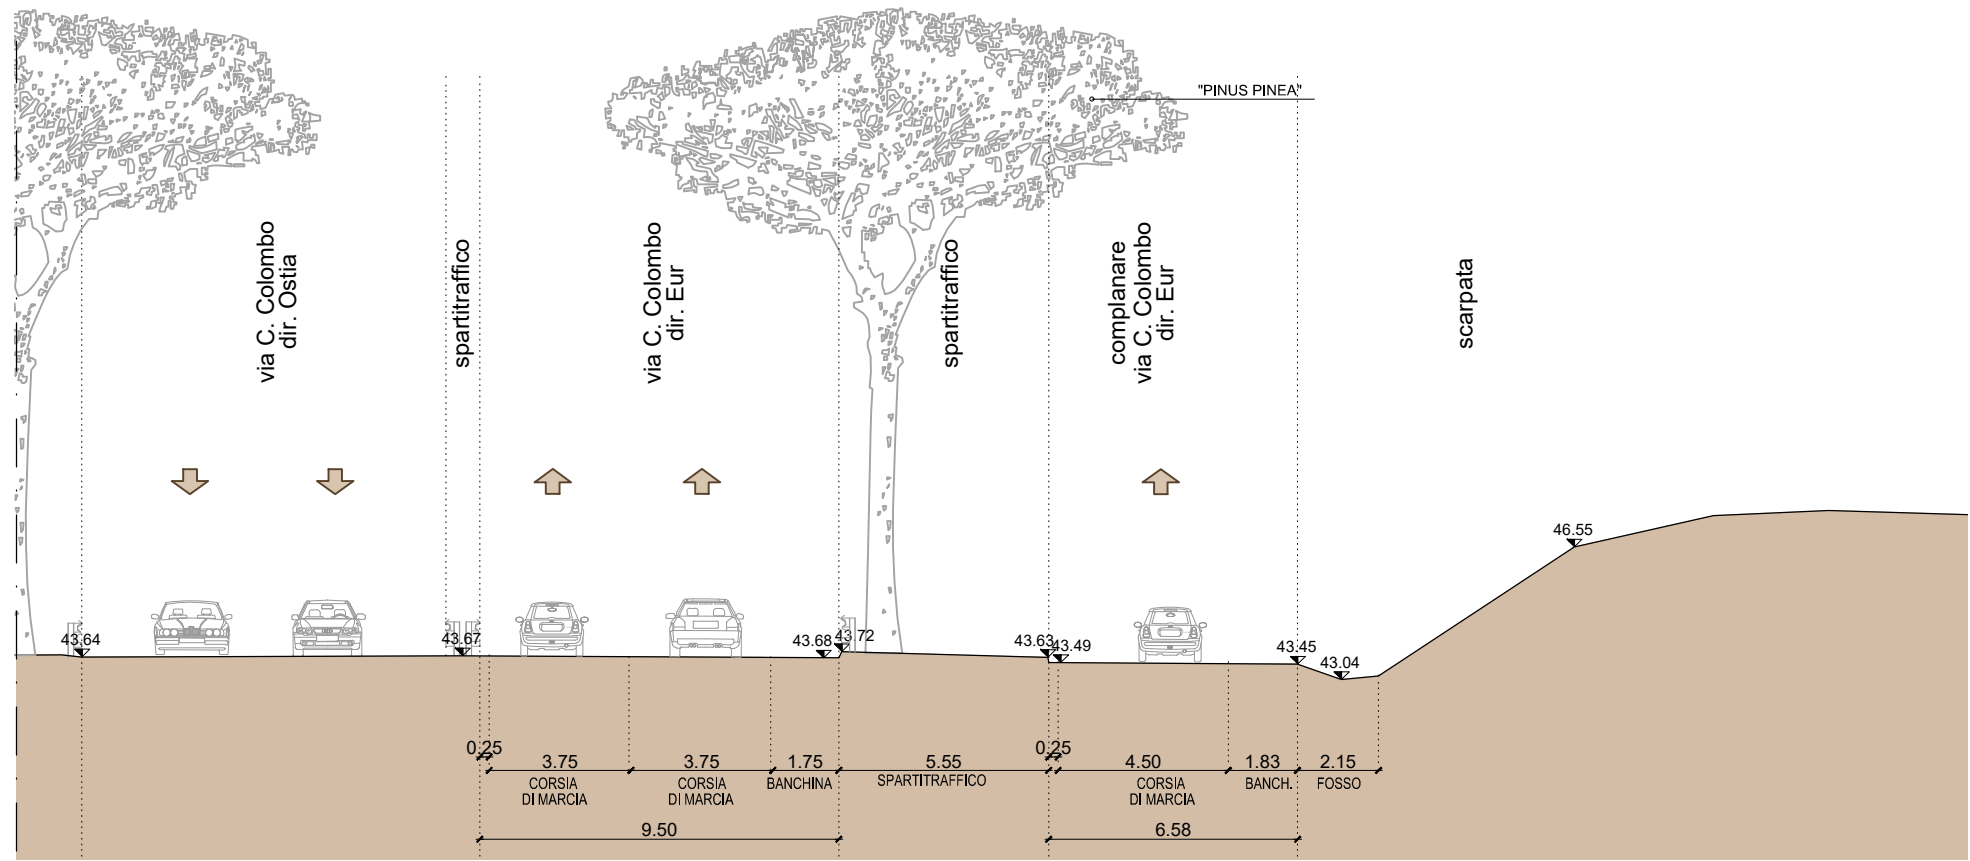 "PINUS PINEA"
via C. Colombo
dir. Ostia
spartitraffico
via C. Colombo
dir. Eur
spartitraffico
complanare
via C. Colombo
dir. Eur
scarpata
46.55
43.64
43.67
43.68
43.72
43.63
43.49
43.45
43.04
0.25
3.75
3.75
1.75
5.55
0.25
4.50
1.83
2.15
CORSIA
DI MARCIA
CORSIA
DI MARCIA
BANCHINA
SPARTITRAFFICO
CORSIA
DI MARCIA
BANCH.
FOSSO
9.50
6.58